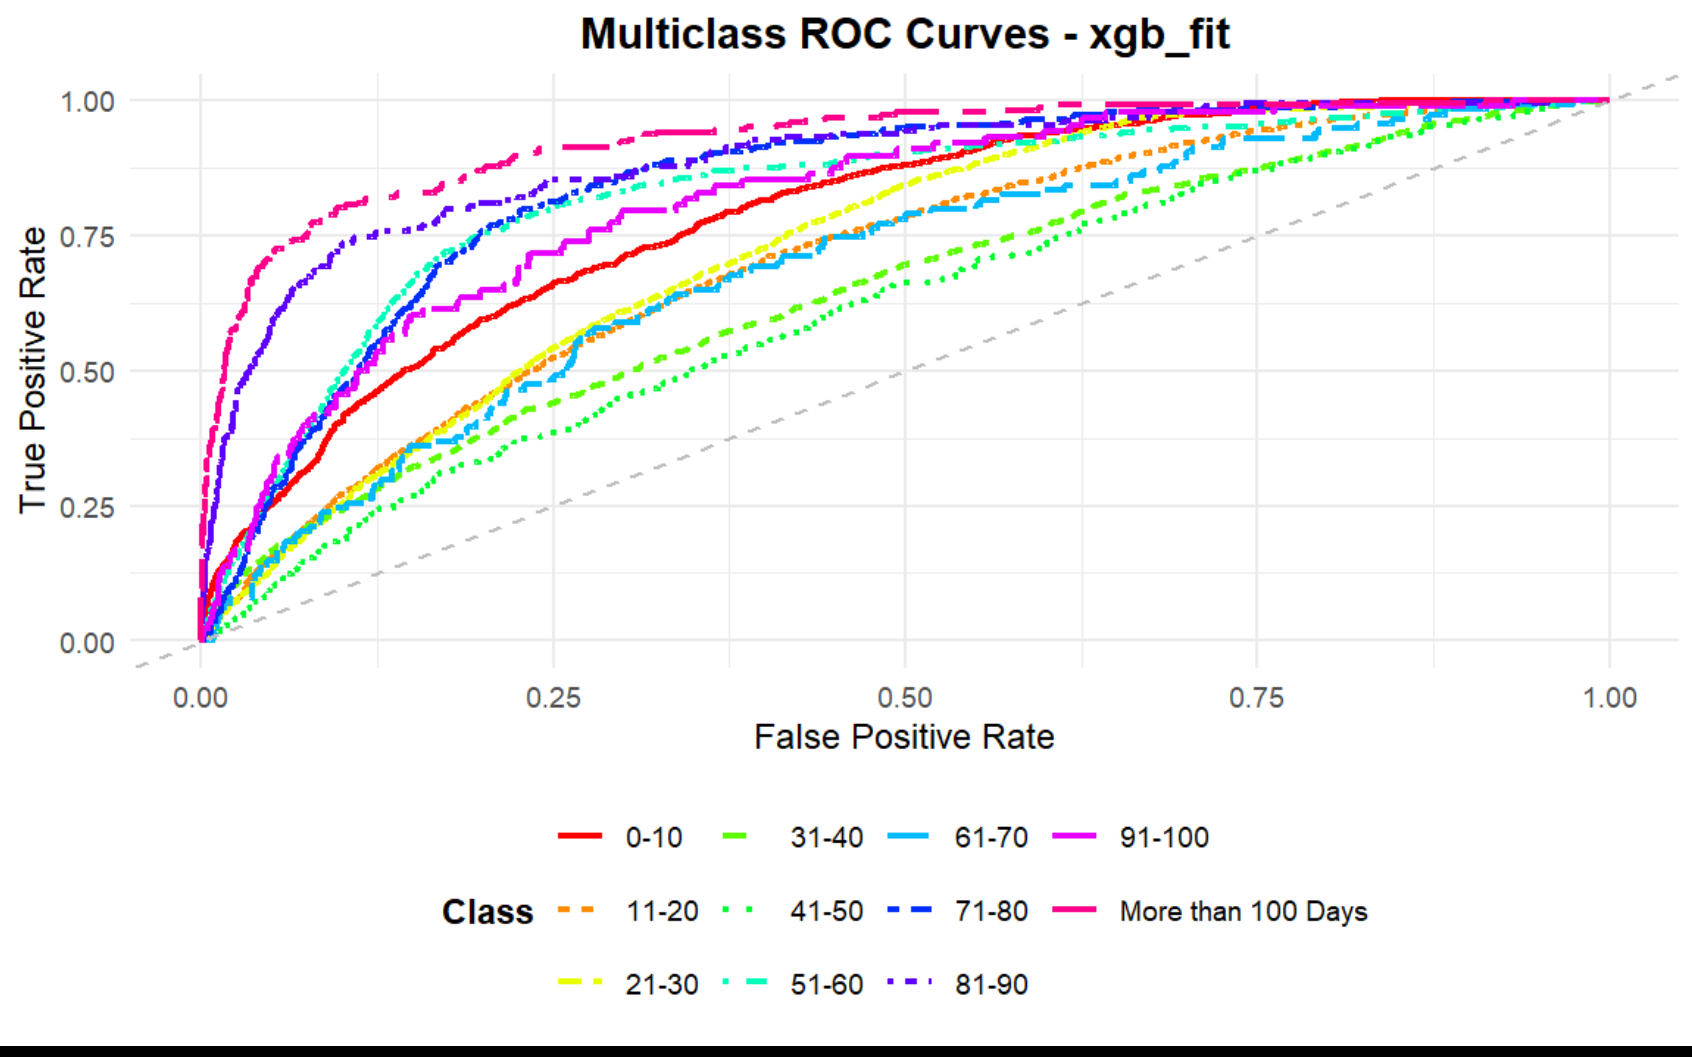 Multiclass ROC Curves - xgb_fit
True Positive Rate
1.00
0.75
0.50
0.25
0.00
0.00 0.25 0.50 0.75 1.00
False Positive Rate
Class
0-10 31-40 61-70 91-100
11-20 41-50 71-80 More than 100 Days
21-30 51-60 81-90